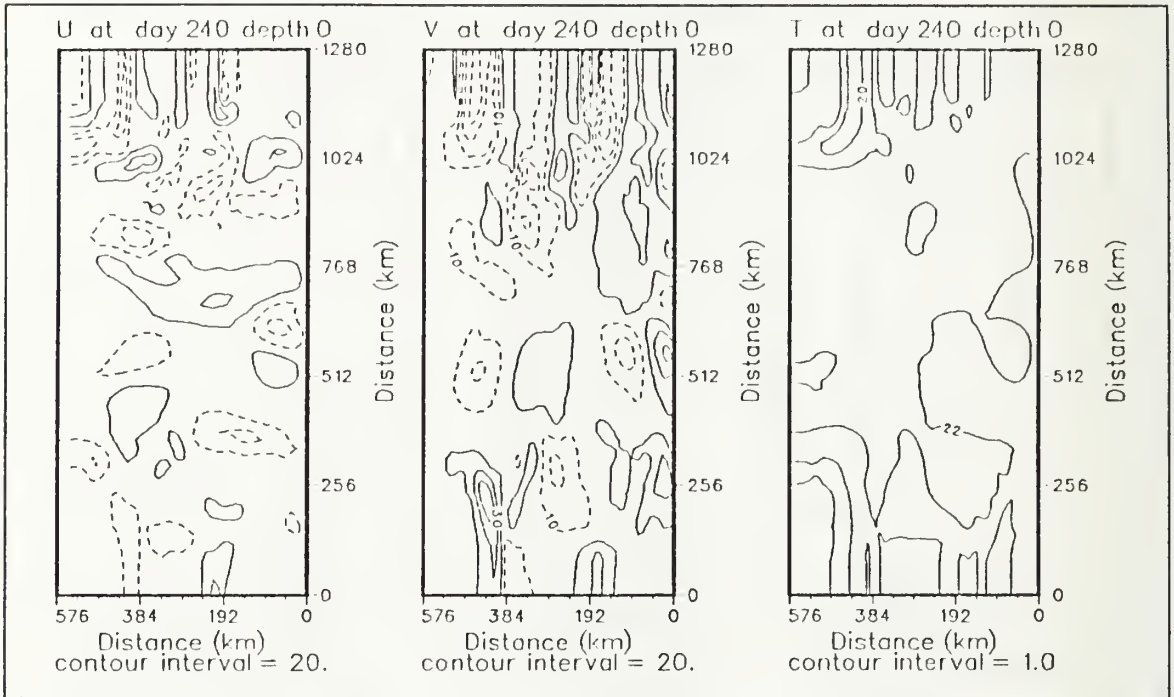 U at day 240 depth 0
1280
1024
768
512
256
0
Distance (km)
576 384 192 0
Distance (km)
contour interval = 20.
V at day 240 depth 0
10
10
10
30
10
1280
1024
768
512
256
0
Distance (km)
576 384 192 0
Distance (km)
contour interval = 20.
T at day 240 depth 0
20
22
1280
1024
768
512
256
0
Distance (km)
576 384 192 0
Distance (km)
contour interval = 1.0